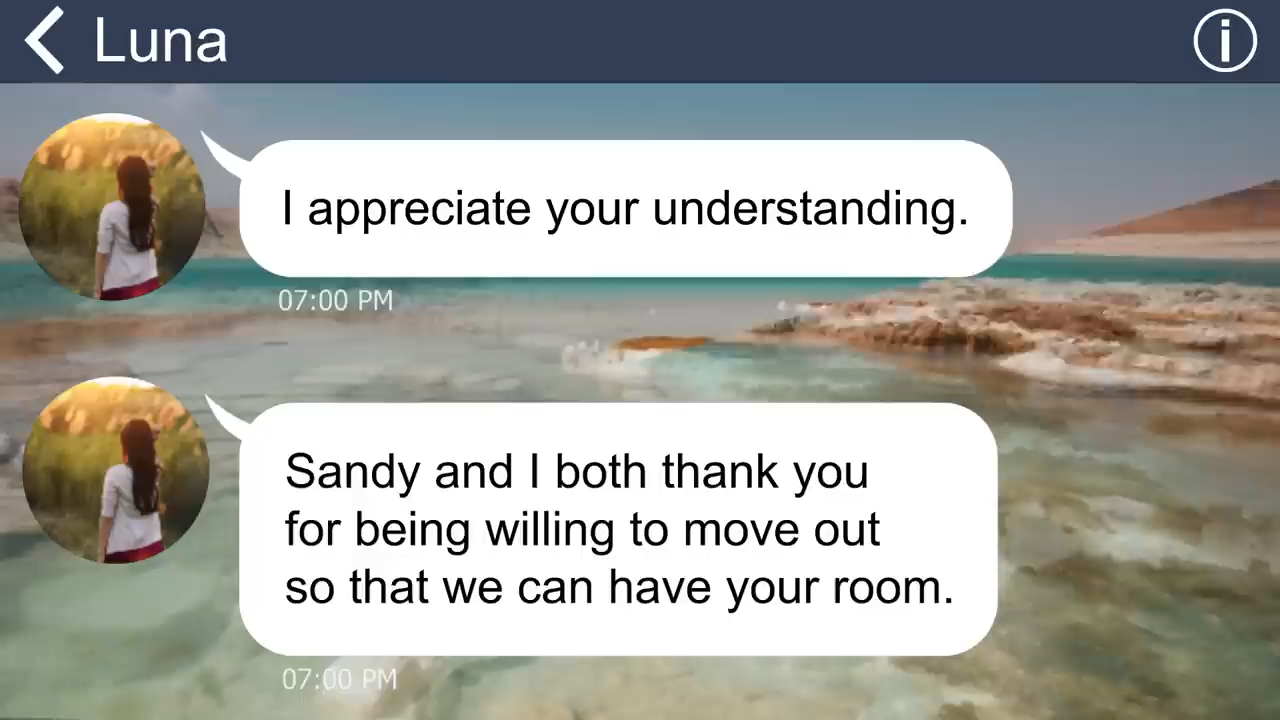 Luna
I appreciate your understanding.
07:00 PM
Sandy and I both thank you
for being willing to move out
so that we can have your room.
07:00 PM